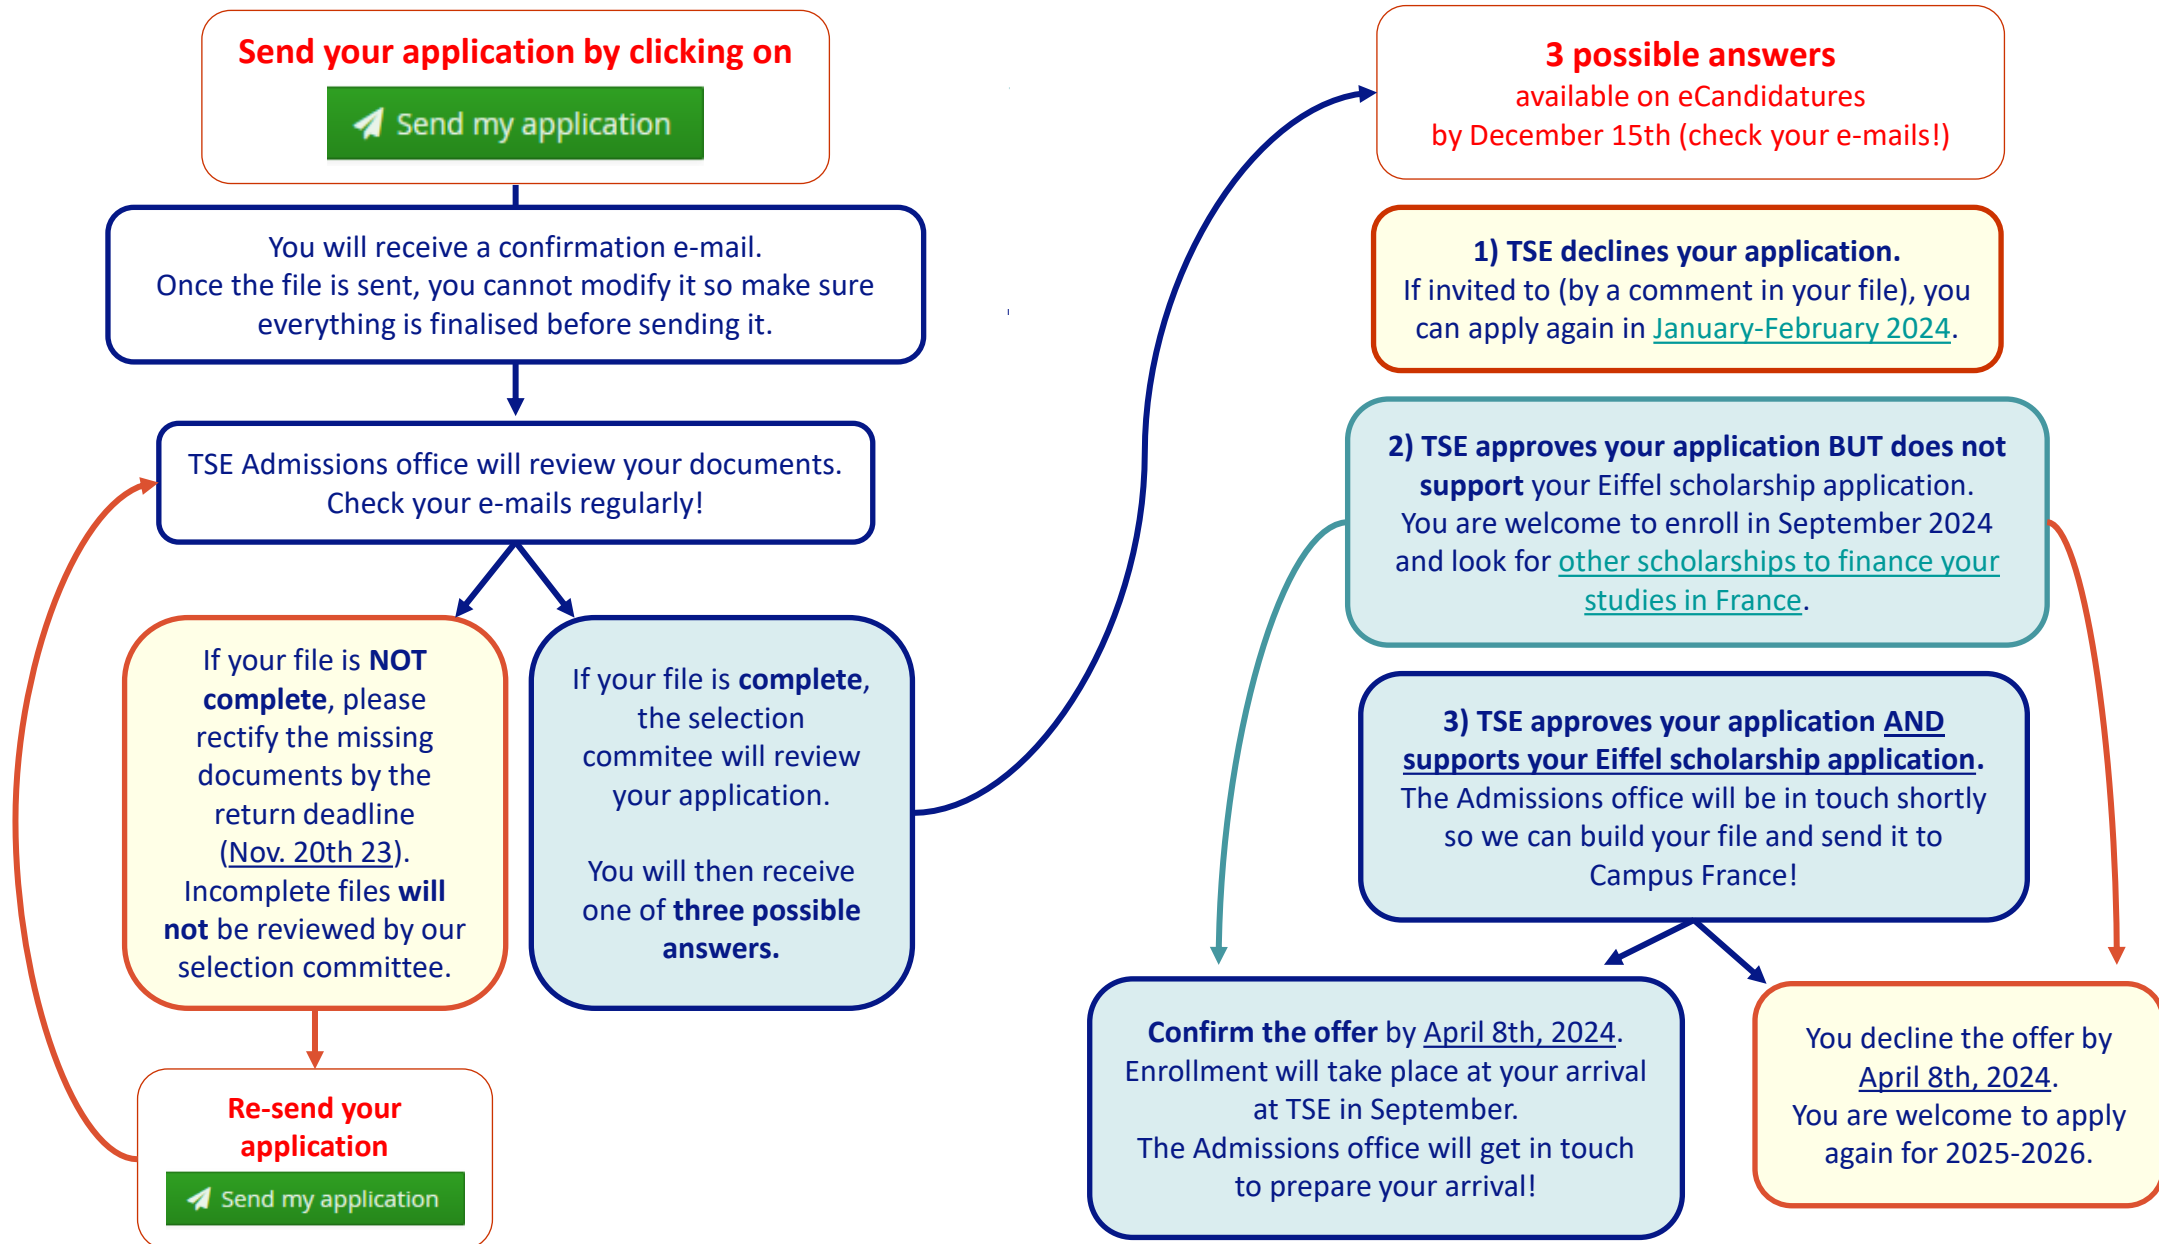 Send your application by clicking on
Send my application
You will receive a confirmation e-mail.
Once the file is sent, you cannot modify it so make sure
everything is finalised before sending it.
TSE Admissions office will review your documents.
Check your e-mails regularly!
If your file is NOT
complete, please
rectify the missing
documents by the
return deadline
(Nov. 20th 23).
Incomplete files will
not be reviewed by our
selection committee.
Re-send your
application
Send my application
If your file is complete,
the selection
commitee will review
your application.
You will then receive
one of three possible
answers.
3 possible answers
available on eCandidatures
by December 15th (check your e-mails!)
1) TSE declines your application.
If invited to (by a comment in your file), you
can apply again in January-February 2024.
2) TSE approves your application BUT does not
support your Eiffel scholarship application.
You are welcome to enroll in September 2024
and look for other scholarships to finance your
studies in France.
3) TSE approves your application AND
supports your Eiffel scholarship application.
The Admissions office will be in touch shortly
so we can build your file and send it to
Campus France!
Confirm the offer by April 8th, 2024.
Enrollment will take place at your arrival
at TSE in September.
The Admissions office will get in touch
to prepare your arrival!
You decline the offer by
April 8th, 2024.
You are welcome to apply
again for 2025-2026.